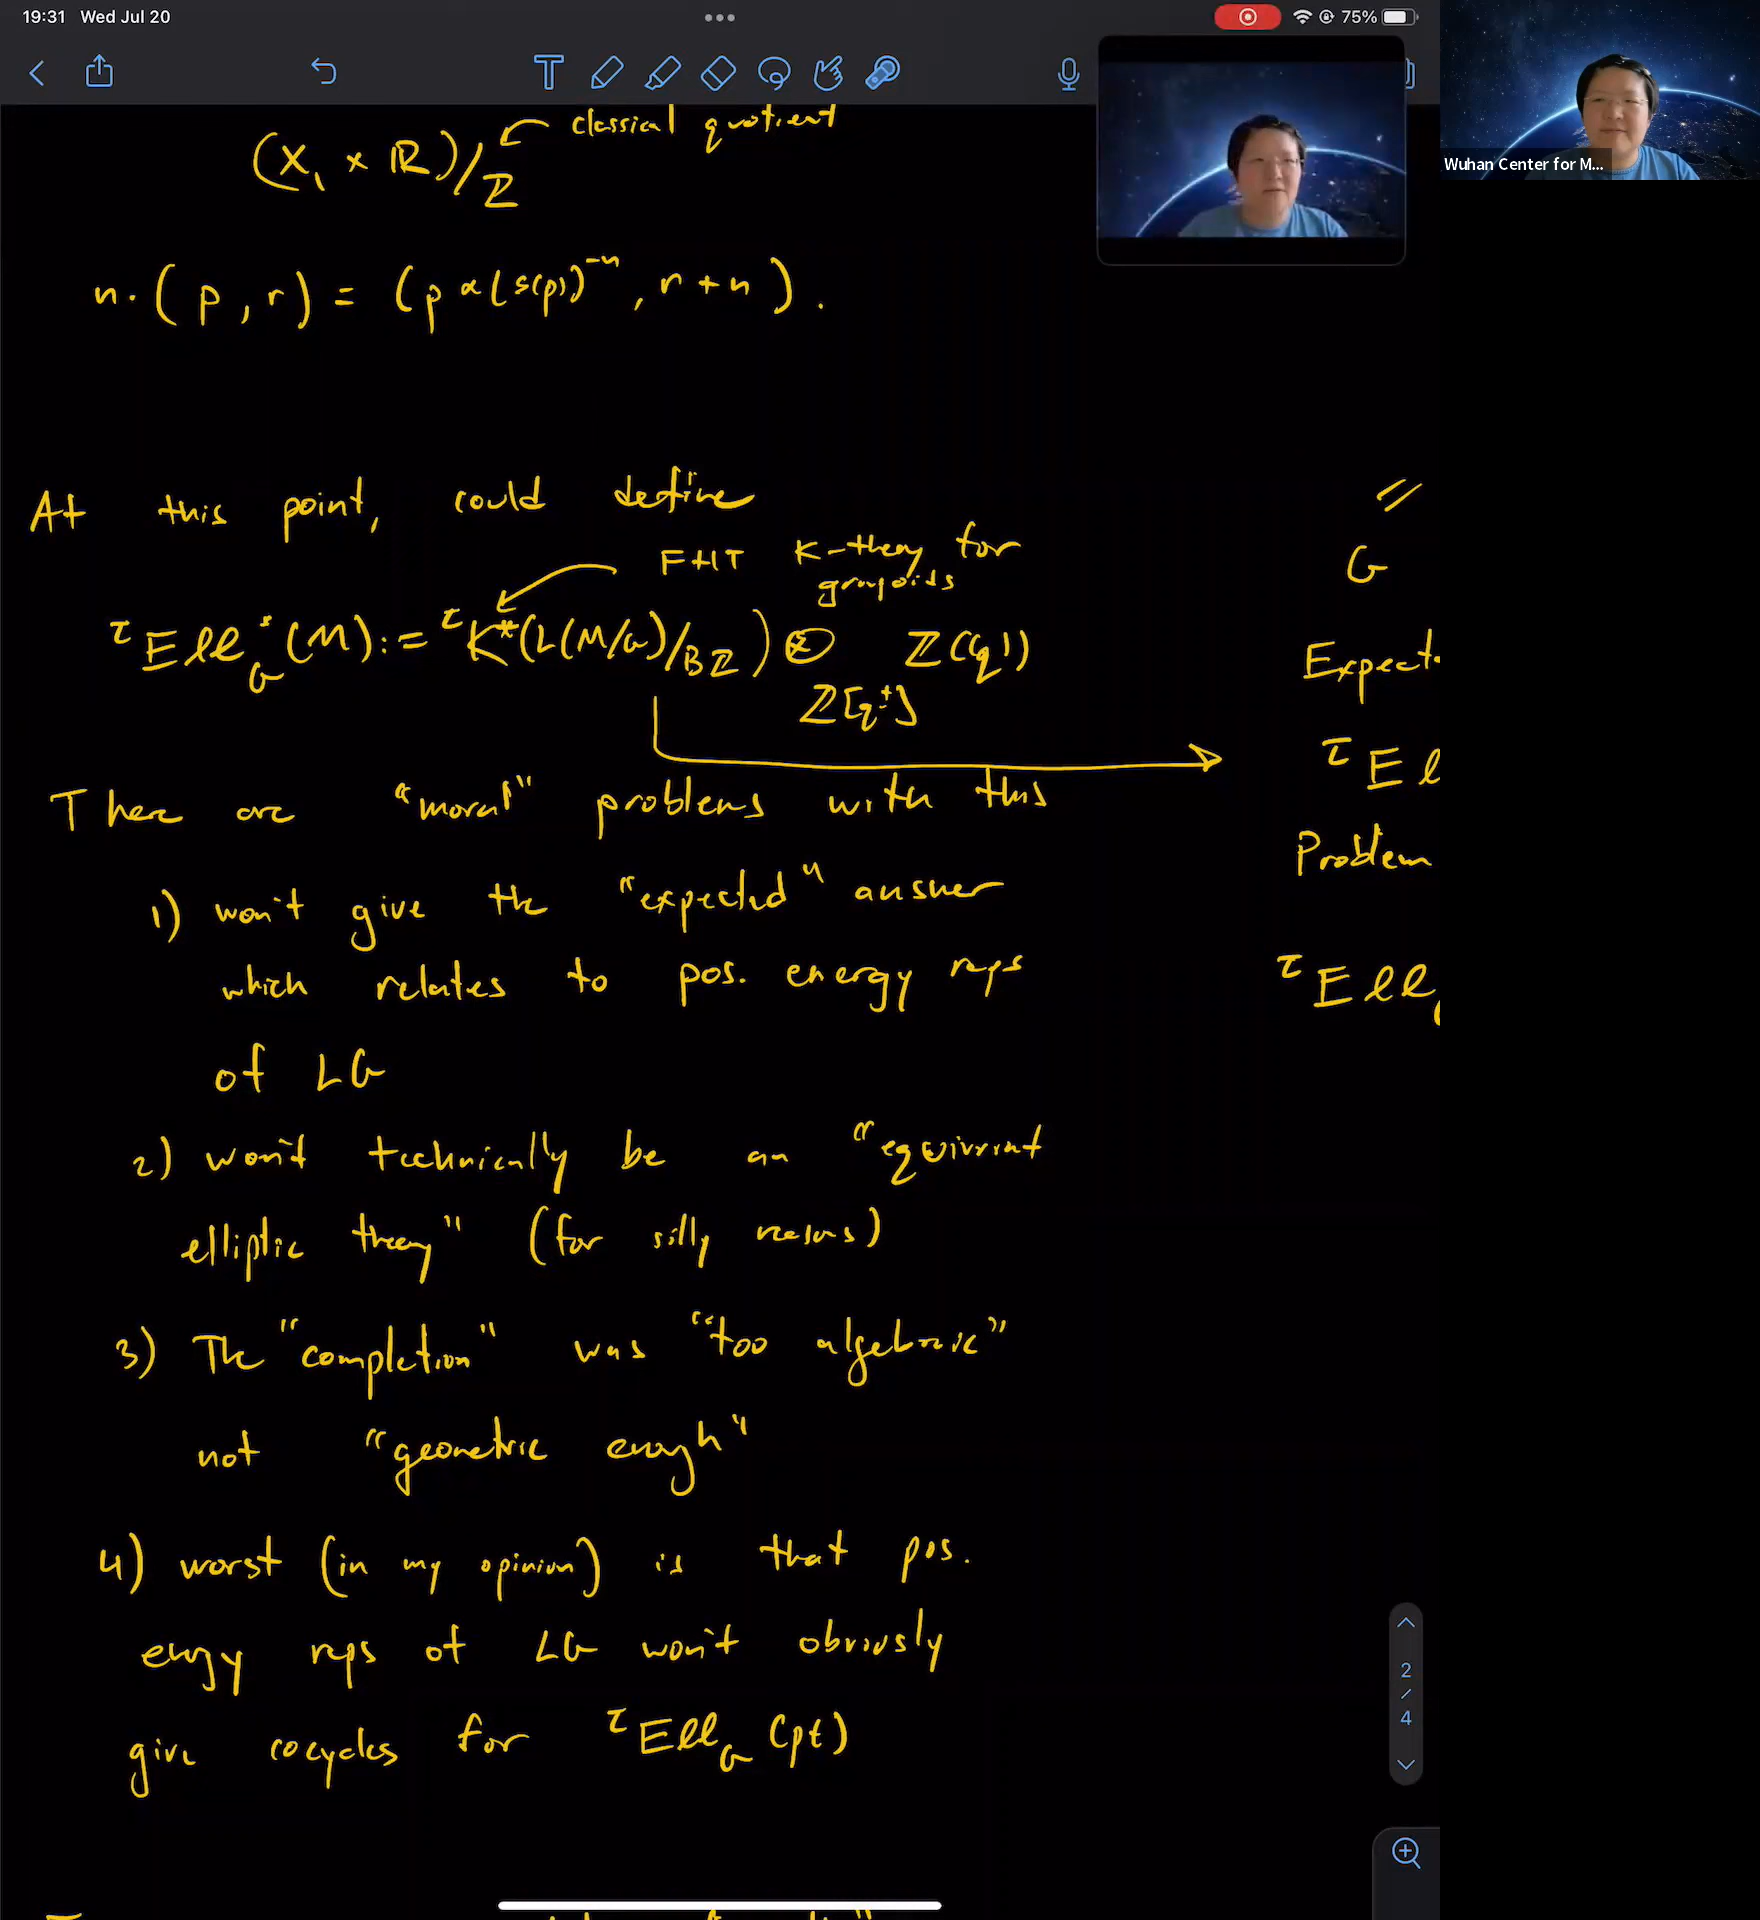 19:31 Wed Jul 20
75%
Wuhan Center for M...
(X₁ × ℝ)/ℤ classical quotient
n·(p, r) = (p α(s(p))⁻ⁿ, r + n).
At this point, could define
FHT K-theory for
groupoids
τEll*_G(M) := τK*(L(M/G)/Bℤ) ⊗ ℤ((q))
ℤ[q±]
There are "moral" problems with this
1) won't give the "expected" answer
which relates to pos. energy reps
of LG
2) won't technically be an "equivirint
elliptic theory" (for silly reasons)
3) The "completion" was "too algebraic"
not "geometric enough"
4) worst (in my opinion) is that pos.
energy reps of LG won't obviously
give cocycles for τEll_G (pt)
//
G
Expect
τEl
Problem
τEll
2
/
4